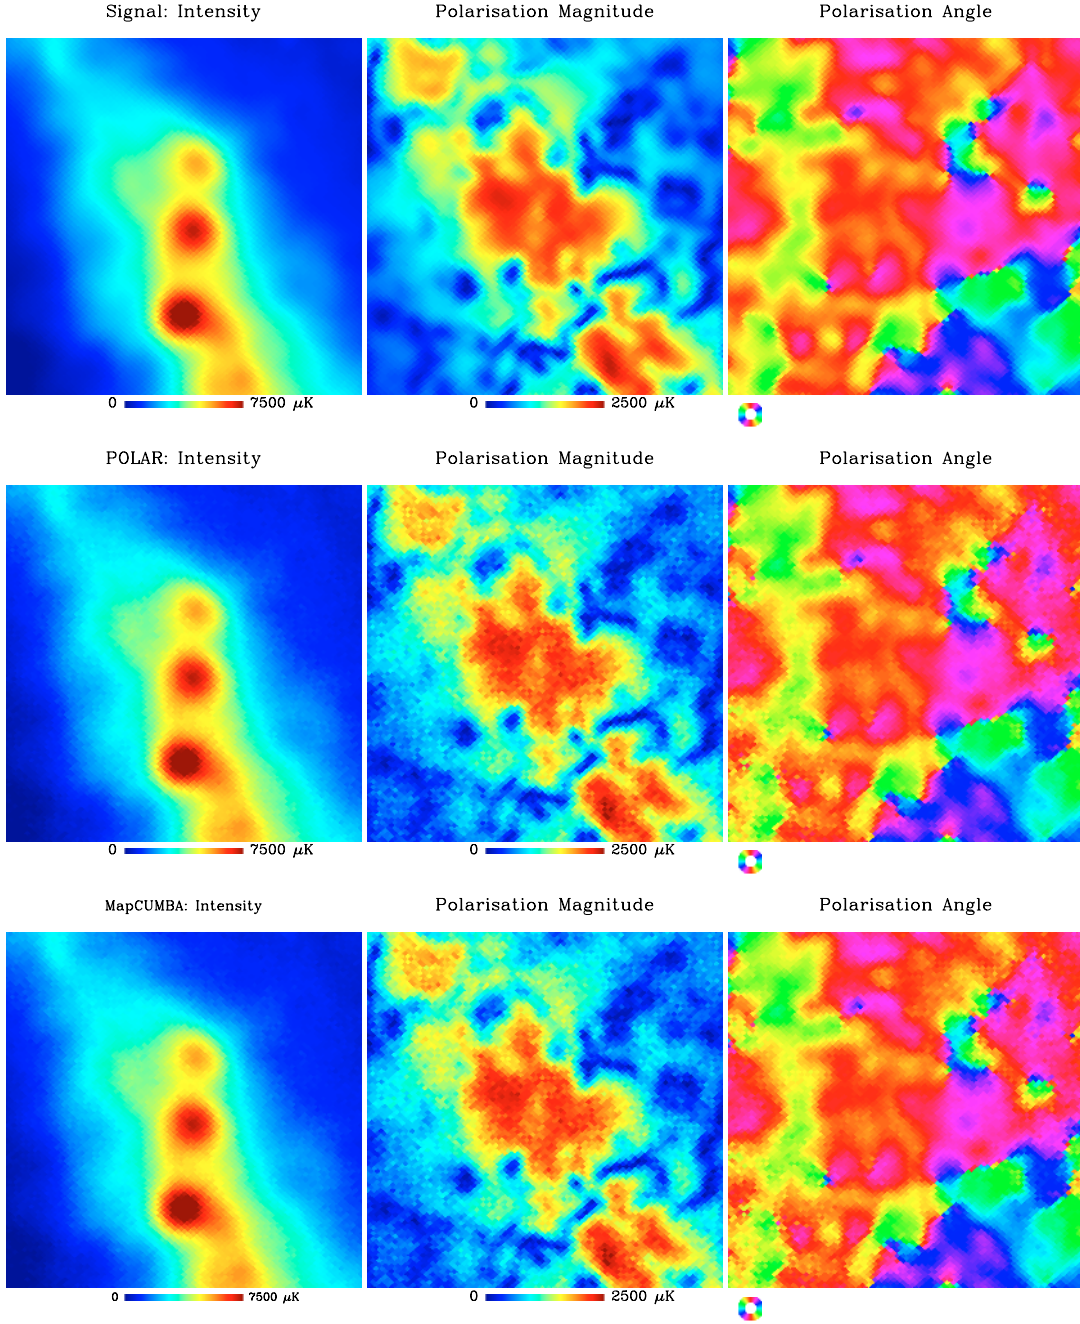 Signal: Intensity Polarisation Magnitude Polarisation Angle
0 7500 μK 0 2500 μK
POLAR: Intensity Polarisation Magnitude Polarisation Angle
0 7500 μK 0 2500 μK
MapCUMBA: Intensity Polarisation Magnitude Polarisation Angle
0 7500 μK 0 2500 μK